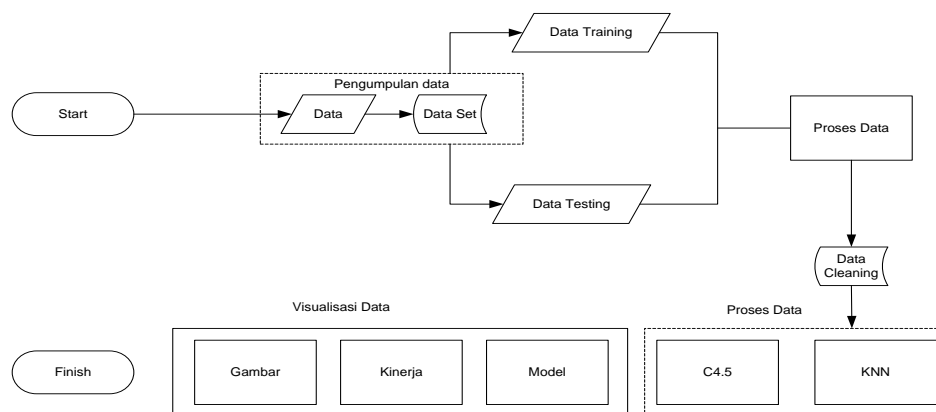 Data Training
Pengumpulan data
Start
Data
Data Set
Proses Data
Data Testing
Data
Cleaning
Visualisasi Data
Proses Data
Finish
Gambar
Kinerja
Model
C4.5
KNN